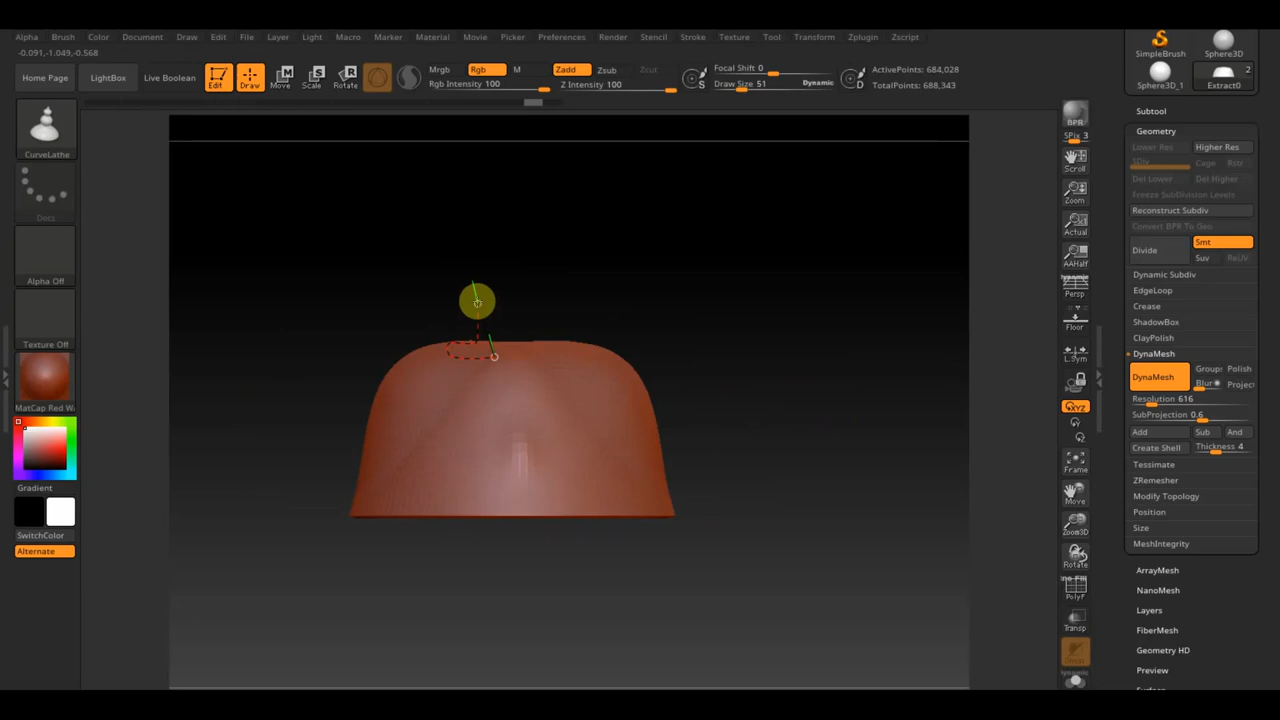 Alpha Brush Color Document Draw Edit File Layer Light Macro Marker Material Movie Picker Preferences Render Stencil Stroke Texture Tool Transform Zplugin Zscript
-0.091,-1.049,-0.568
Home Page
LightBox
Live Boolean
Edit
Draw
Move
Scale
Rotate
Mrgb
Rgb
M
Rgb Intensity 100
Zadd
Zsub
Zcut
Z Intensity 100
S
Focal Shift 0
Draw Size 51
Dynamic
D
ActivePoints: 684,028
TotalPoints: 688,343
SimpleBrush
Sphere3D
Sphere3D_1
2
Extract0
CurveLathe
Dots
Alpha Off
Texture Off
MatCap Red Wa
Gradient
SwitchColor
Alternate
BPR
SPix 3
Scroll
Zoom
Actual
AAHalf
Dynamic
Persp
Floor
L.Sym
XYZ
Y
Z
Frame
Move
Zoom3D
Rotate
PolyF
Transp
Subtool
Geometry
Lower Res
Higher Res
SDiv
Cage
Rstr
Del Lower
Del Higher
Freeze SubDivision Levels
Reconstruct Subdiv
Convert BPR To Geo
Divide
Smt
Suv
ReUV
Dynamic Subdiv
EdgeLoop
Crease
ShadowBox
ClayPolish
DynaMesh
DynaMesh
Groups
Polish
Blur
Project
Resolution 616
SubProjection 0.6
Add
Sub
And
Create Shell
Thickness 4
Tessimate
ZRemesher
Modify Topology
Position
Size
MeshIntegrity
ArrayMesh
NanoMesh
Layers
FiberMesh
Geometry HD
Preview